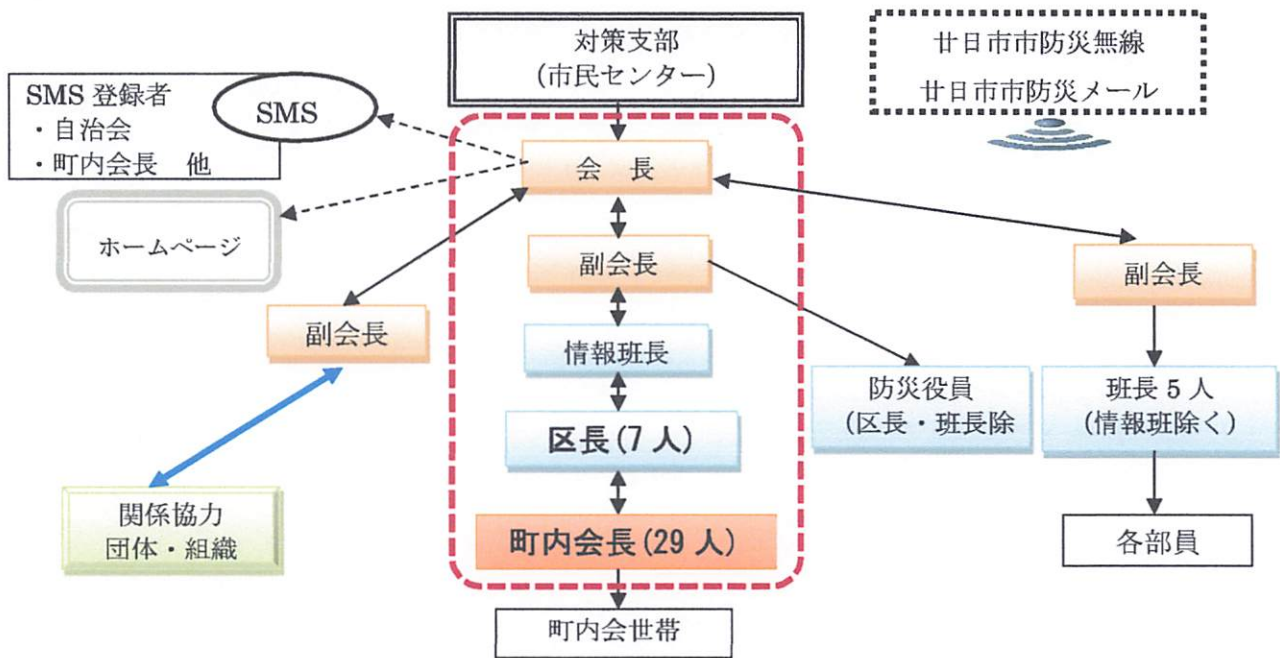 対策支部
(市民センター)
廿日市市防災無線
廿日市市防災メール
SMS 登録者
・自治会
・町内会長 他
SMS
会 長
ホームページ
副会長
副会長
副会長
情報班長
防災役員
(区長・班長除
班長 5 人
(情報班除く)
区長(7 人)
関係協力
団体・組織
町内会長(29 人)
各部員
町内会世帯